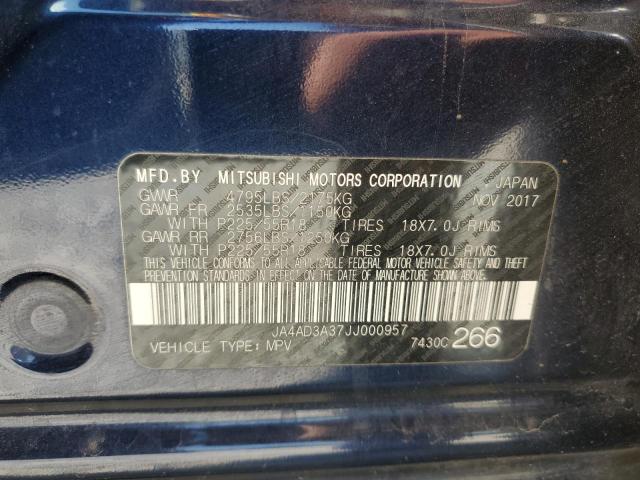 MFD.BY MITSUBISHI MOTORS CORPORATION JAPAN
GVWR 4795LBS/2175KG NOV 2017
GAWR FR 2535LBS/1150KG
WITH P225/55R18 TIRES 18X7.0J RIMS
GAWR RR 2756LBS/1250KG
WITH P225/55R18 TIRES 18X7.0J RIMS
THIS VEHICLE CONFORMS TO ALL APPLICABLE FEDERAL MOTOR VEHICLE SAFETY AND THEFT
PREVENTION STANDARDS IN EFFECT ON THE DATE OF MANUFACTURE SHOWN ABOVE.
JA4AD3A37JJ000957
VEHICLE TYPE: MPV 7430C 266